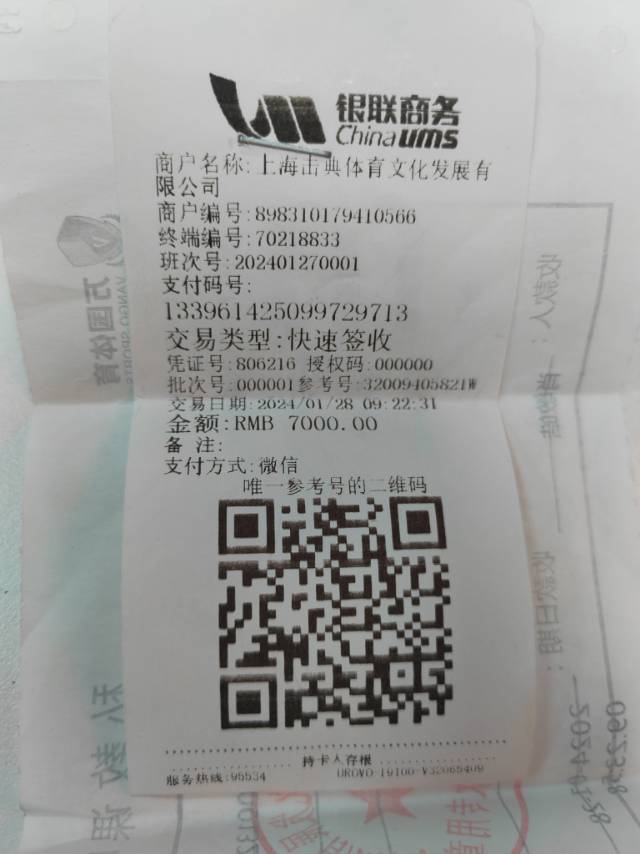 银联商务
China ums
商户名称:上海击典体育文化发展有
限公司
商户编号:898310179410566
终端编号:70218833
班次号:202401270001
支付码号:
133961425099729713
交易类型:快速签收
凭证号:806216 授权码:000000
批次号:000001参考号:32009405821W
交易日期:2024/01/28 09:22:31
金额:RMB 7000.00
备 注:
支付方式:微信
唯一参考号的二维码
持卡人存根
服务热线:95534